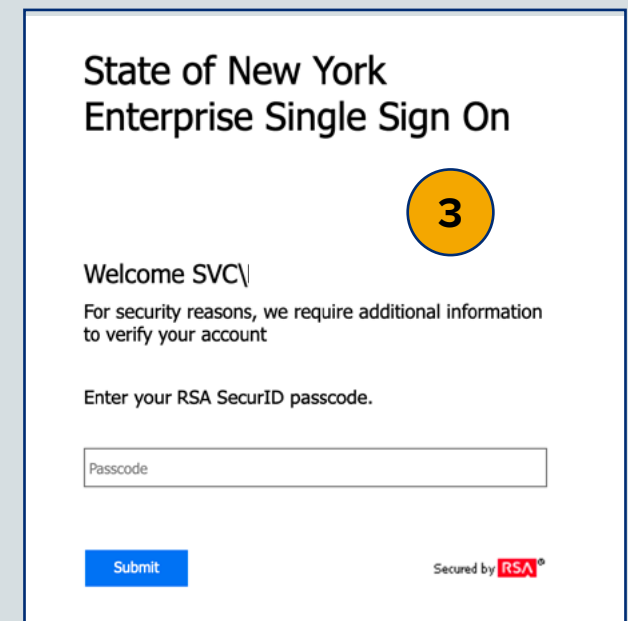 State of New York
Enterprise Single Sign On
3
Welcome SVC\
For security reasons, we require additional information
to verify your account
Enter your RSA SecurID passcode.
Passcode
Submit
Secured by RSA®